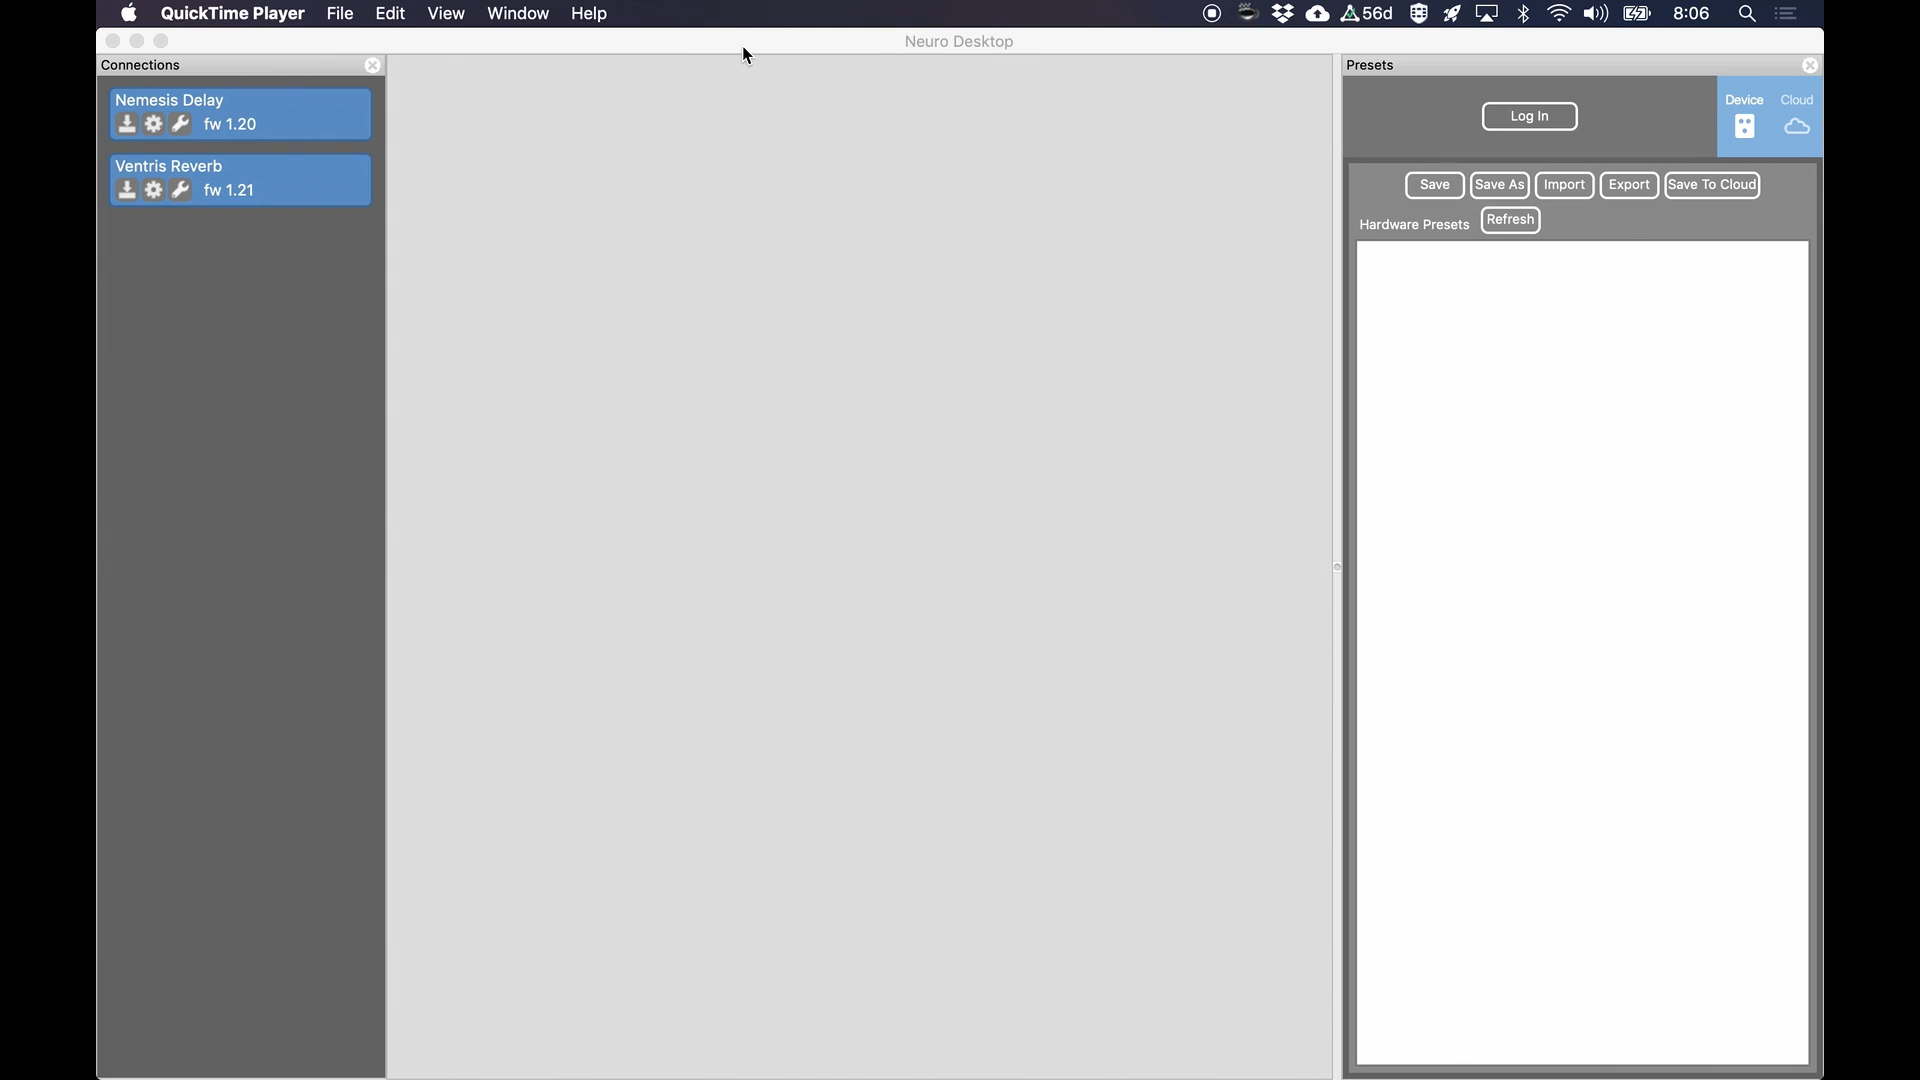 QuickTime Player File Edit View Window Help 56d 8:06
Neuro Desktop
Connections
Nemesis Delay
fw 1.20
Ventris Reverb
fw 1.21
Presets
Log In
Device Cloud
Save Save As Import Export Save To Cloud
Hardware Presets Refresh